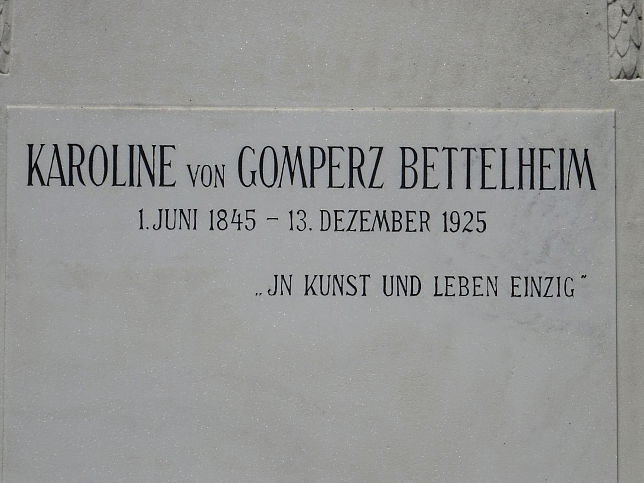 KAROLINE VON GOMPERZ BETTELHEIM
1. JUNI 1845 – 13. DEZEMBER 1925
„JN KUNST UND LEBEN EINZIG“